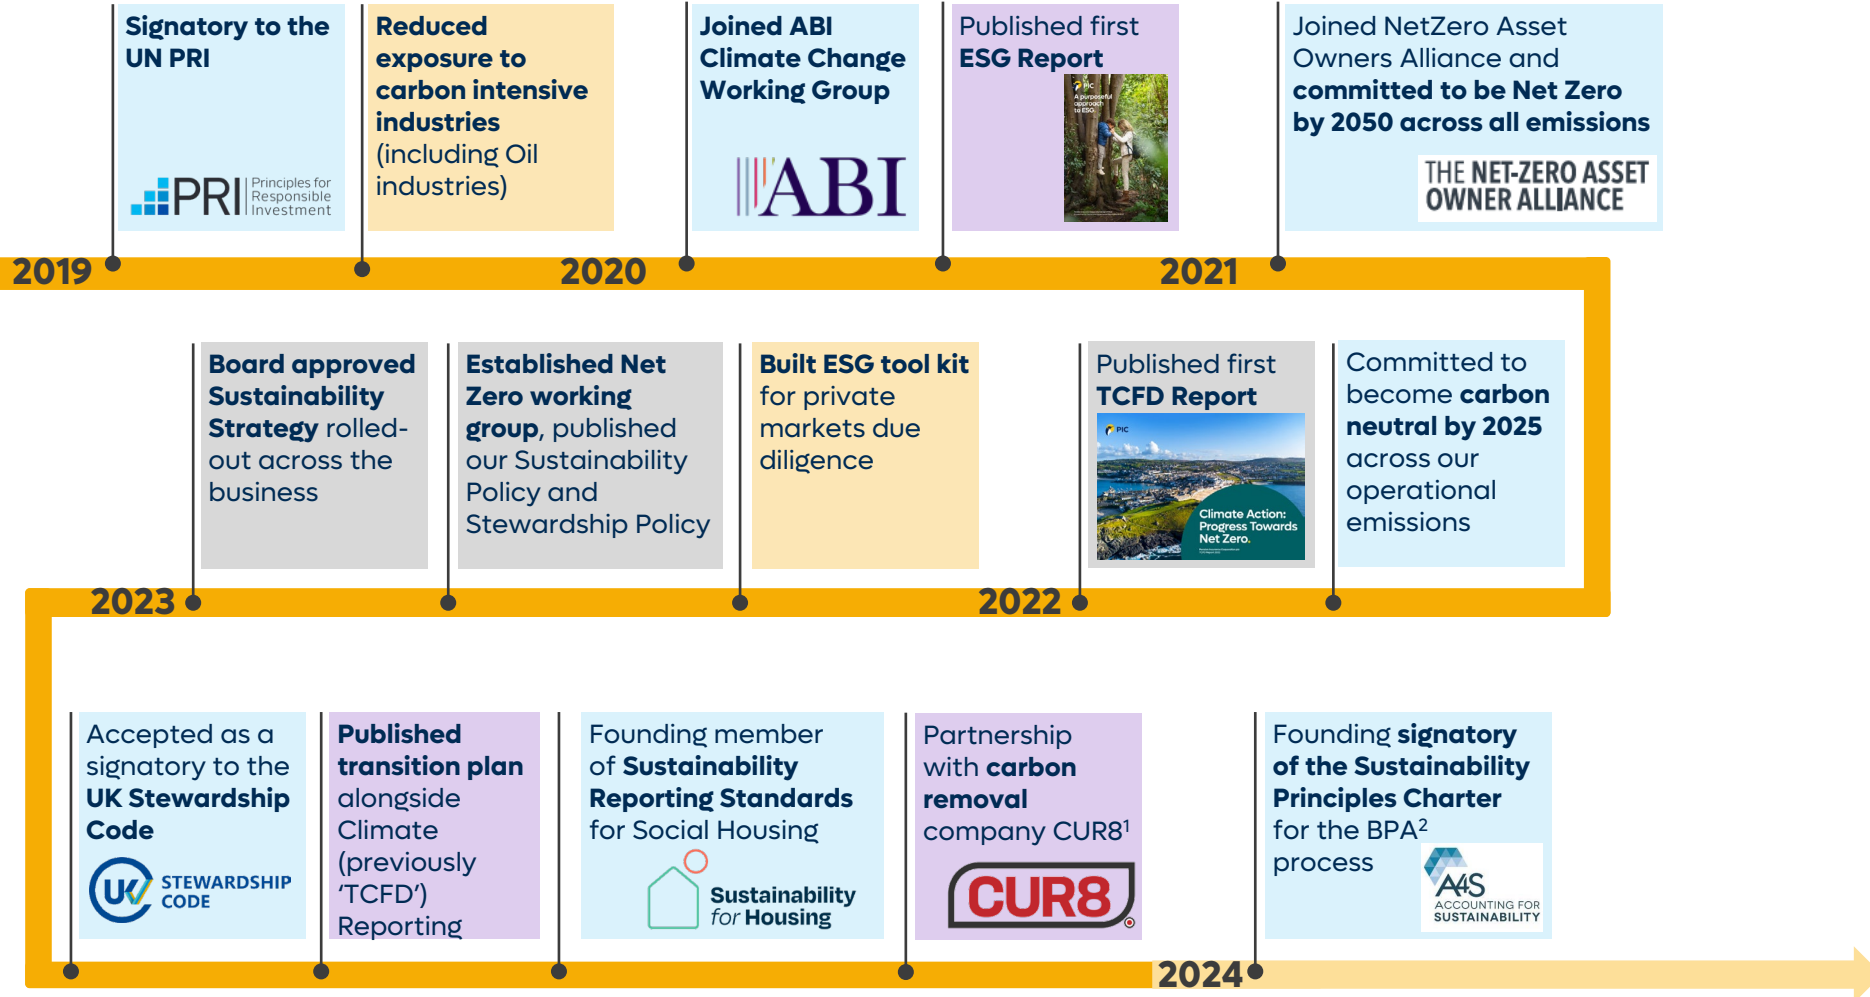 Signatory to the
UN PRI
PRI
Principles for
Responsible
Investment
Reduced
exposure to
carbon intensive
industries
(including Oil
industries)
Joined ABI
Climate Change
Working Group
ABI
Published first
ESG Report
PIC
A purposeful
approach
to ESG.
Joined NetZero Asset
Owners Alliance and
committed to be Net Zero
by 2050 across all emissions
THE NET-ZERO ASSET
OWNER ALLIANCE
2019
2020
2021
Board approved
Sustainability
Strategy rolled-
out across the
business
Established Net
Zero working
group, published
our Sustainability
Policy and
Stewardship Policy
Built ESG tool kit
for private
markets due
diligence
Published first
TCFD Report
PIC
Climate Action:
Progress Towards
Net Zero.
Committed to
become carbon
neutral by 2025
across our
operational
emissions
2023
2022
Accepted as a
signatory to the
UK Stewardship
Code
UK STEWARDSHIP
CODE
Published
transition plan
alongside
Climate
(previously
‘TCFD’)
Reporting
Founding member
of Sustainability
Reporting Standards
for Social Housing
Sustainability
for Housing
Partnership
with carbon
removal
company CUR8¹
CUR8
Founding signatory
of the Sustainability
Principles Charter
for the BPA²
process
A4S
ACCOUNTING FOR
SUSTAINABILITY
2024